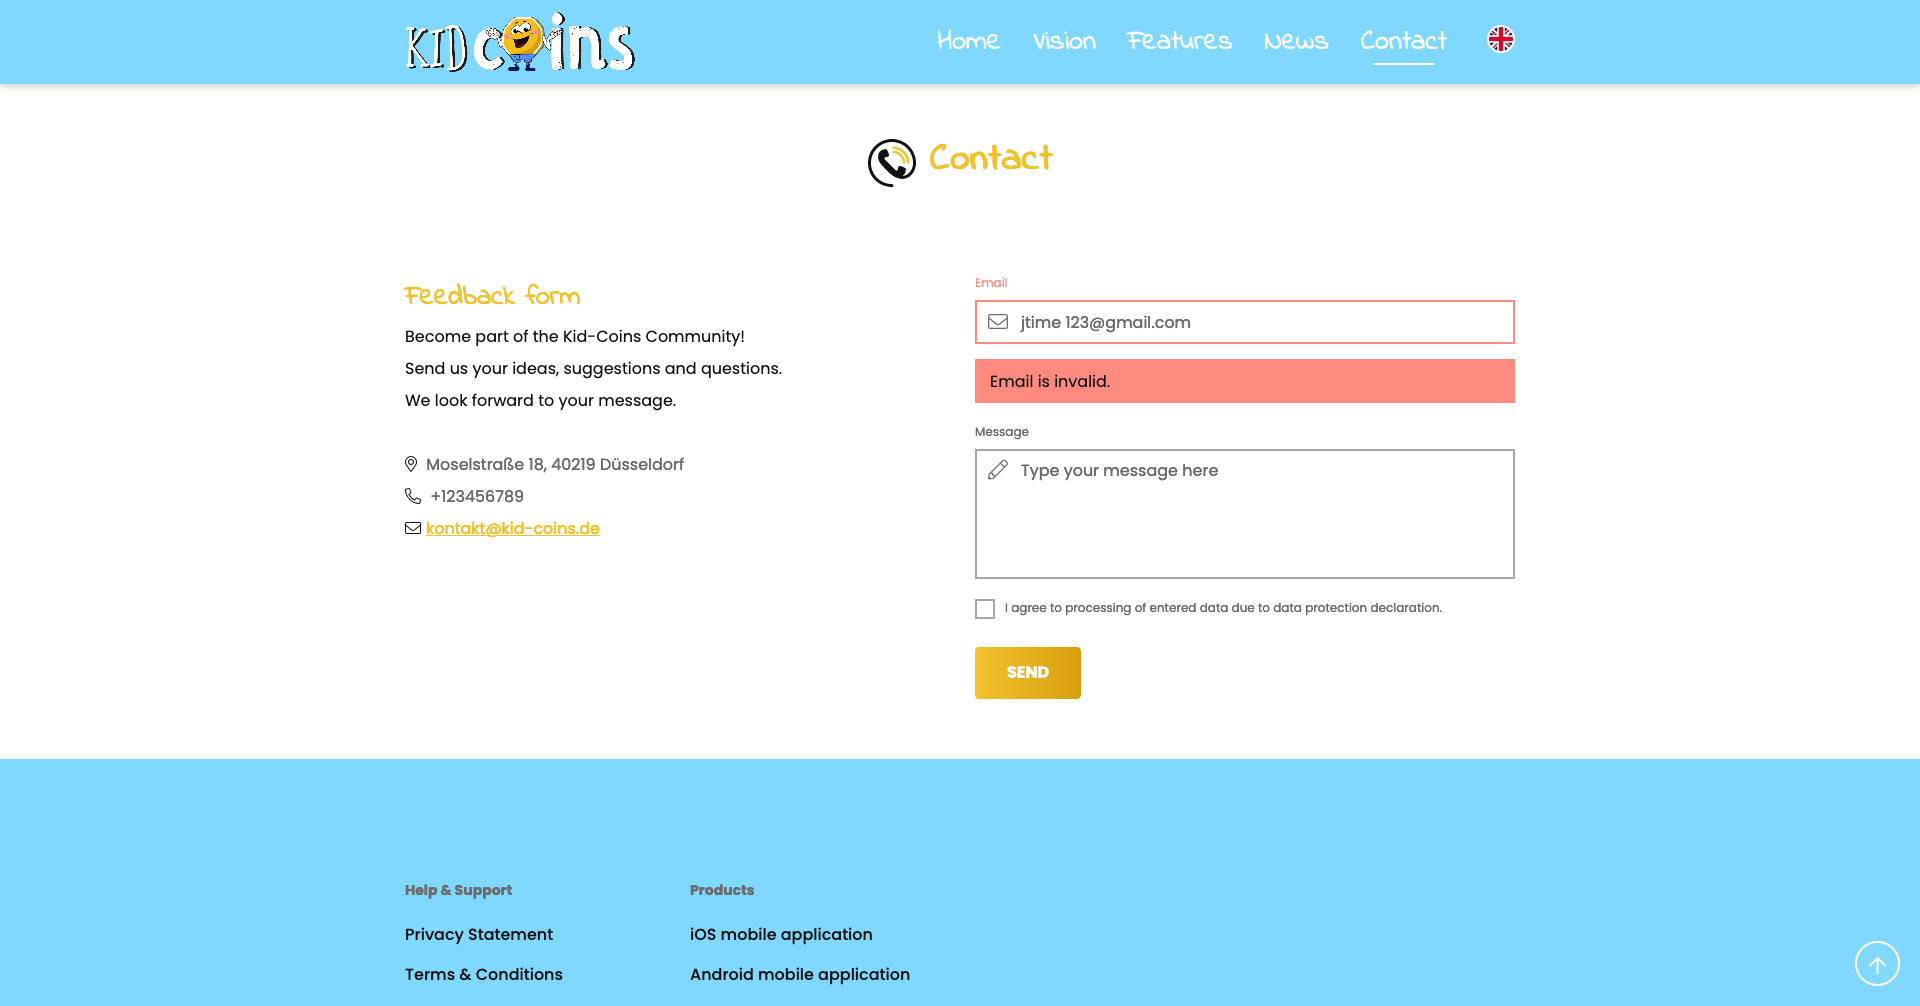 KID coins
Home Vision Features News Contact
Contact
Feedback form
Become part of the Kid-Coins Community!
Send us your ideas, suggestions and questions.
We look forward to your message.
Moselstraße 18, 40219 Düsseldorf
+123456789
kontakt@kid-coins.de
Email
jtime 123@gmail.com
Email is invalid.
Message
Type your message here
I agree to processing of entered data due to data protection declaration.
SEND
Help & Support
Privacy Statement
Terms & Conditions
Products
iOS mobile application
Android mobile application